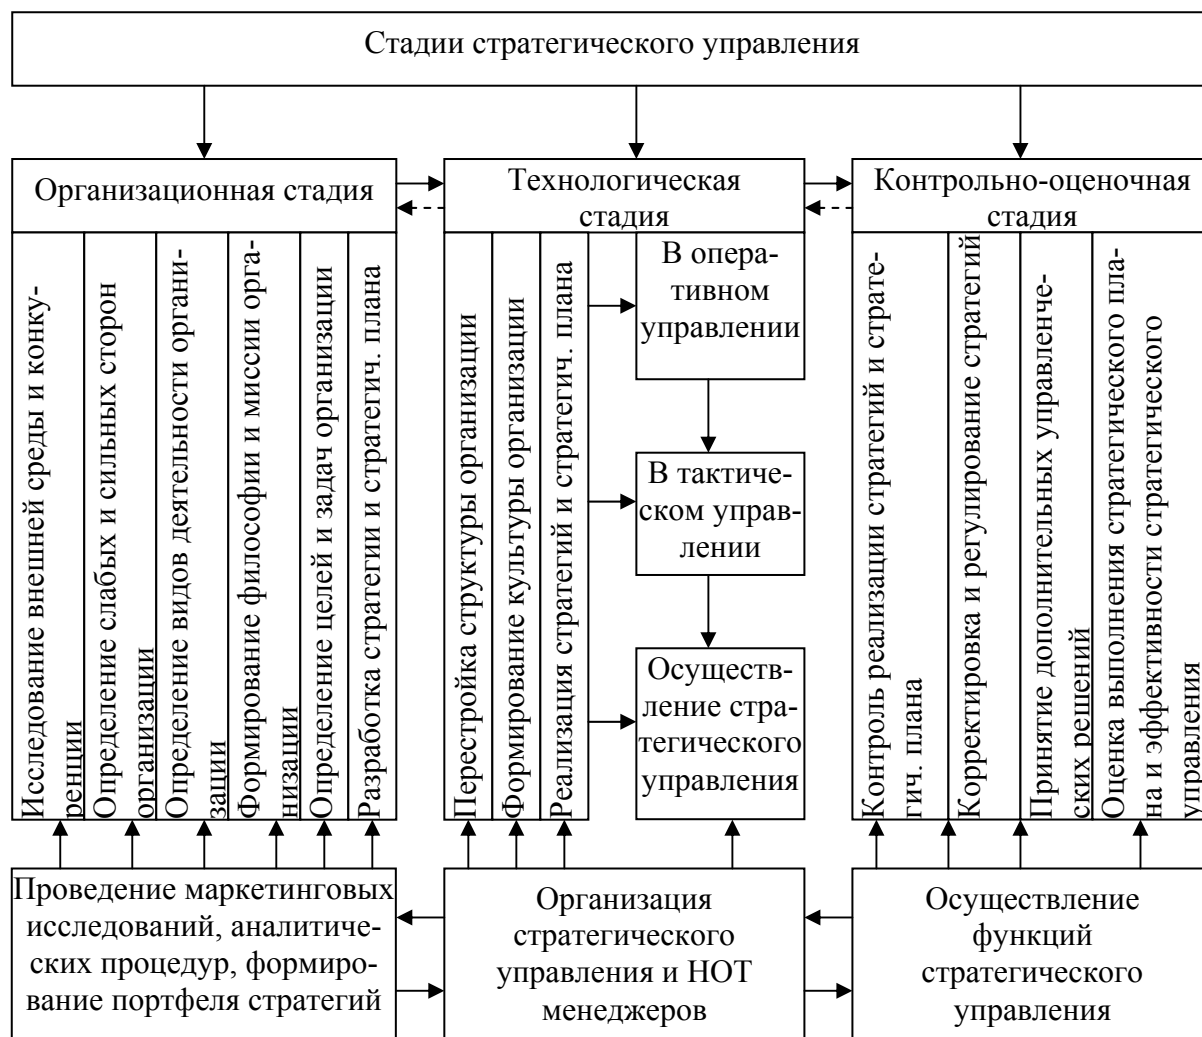 Стадии стратегического управления
Организационная стадия
Технологическая
стадия
Контрольно-оценочная
стадия
Исследование внешней среды и конку-
ренции
Определение слабых и сильных сторон
организации
Определение видов деятельности органи-
зации
Формирование философии и миссии орга-
низации
Определение целей и задач организации
Разработка стратегии и стратегич. плана
Перестройка структуры организации
Формирование культуры организации
Реализация стратегий и стратегич. плана
В опера-
тивном
управлении
В тактиче-
ском управ-
лении
Осущест-
вление стра-
тегического
управления
Контроль реализации стратегий и страте-
гич. плана
Корректировка и регулирование стратегий
Принятие дополнительных управленче-
ских решений
Оценка выполнения стратегического пла-
на и эффективности стратегического
управления
Проведение маркетинговых
исследований, аналитиче-
ских процедур, формиро-
вание портфеля стратегий
Организация
стратегического
управления и НОТ
менеджеров
Осуществление
функций
стратегического
управления